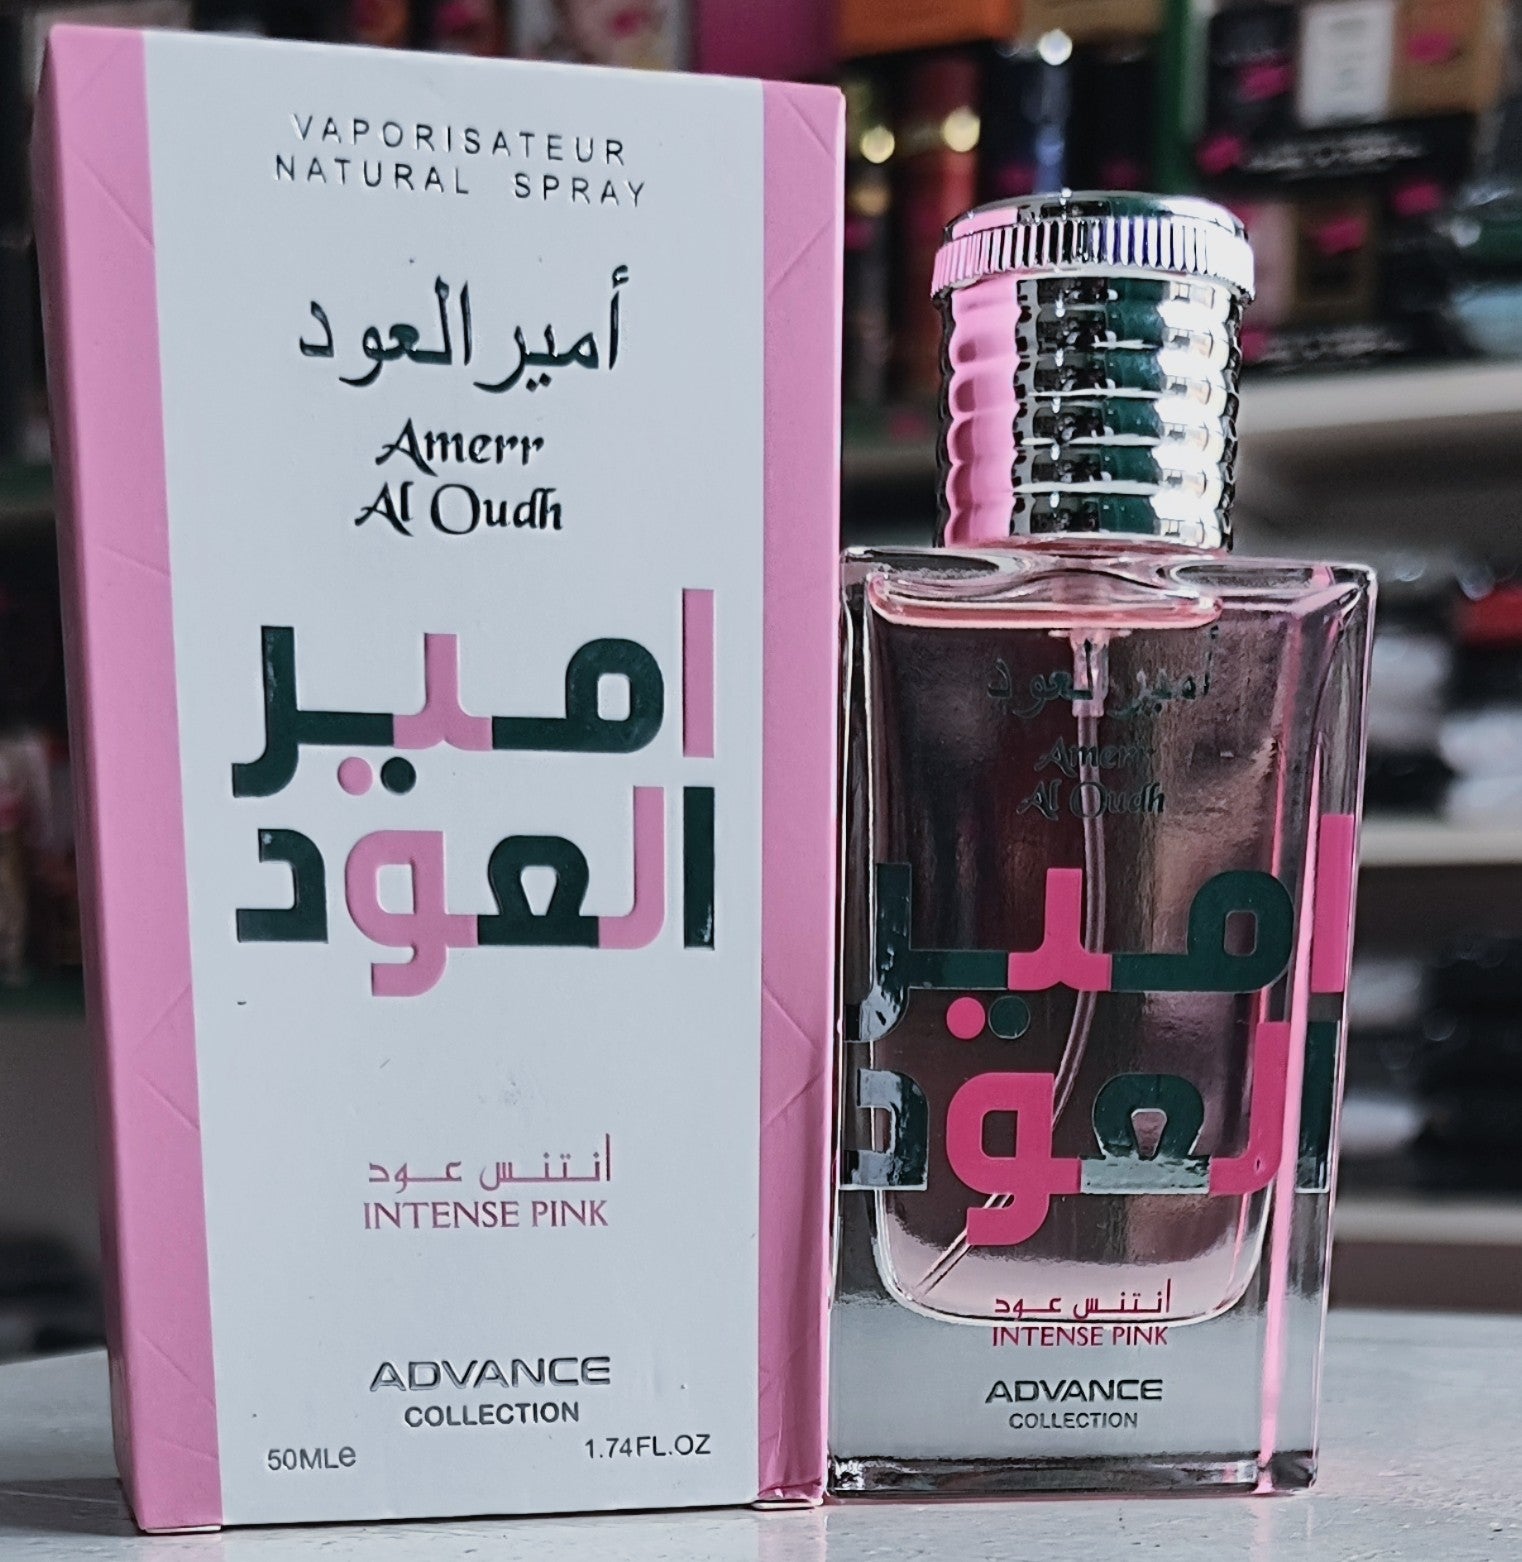 VAPORISATEUR
NATURAL SPRAY
أمير العود
Amerr
Al Oudh
امير
العود
انتنس عود
INTENSE PINK
ADVANCE
COLLECTION
50MLe
1.74FL.OZ
أمير العود
Amerr
Al Oudh
امير
العود
انتنس عود
INTENSE PINK
ADVANCE
COLLECTION